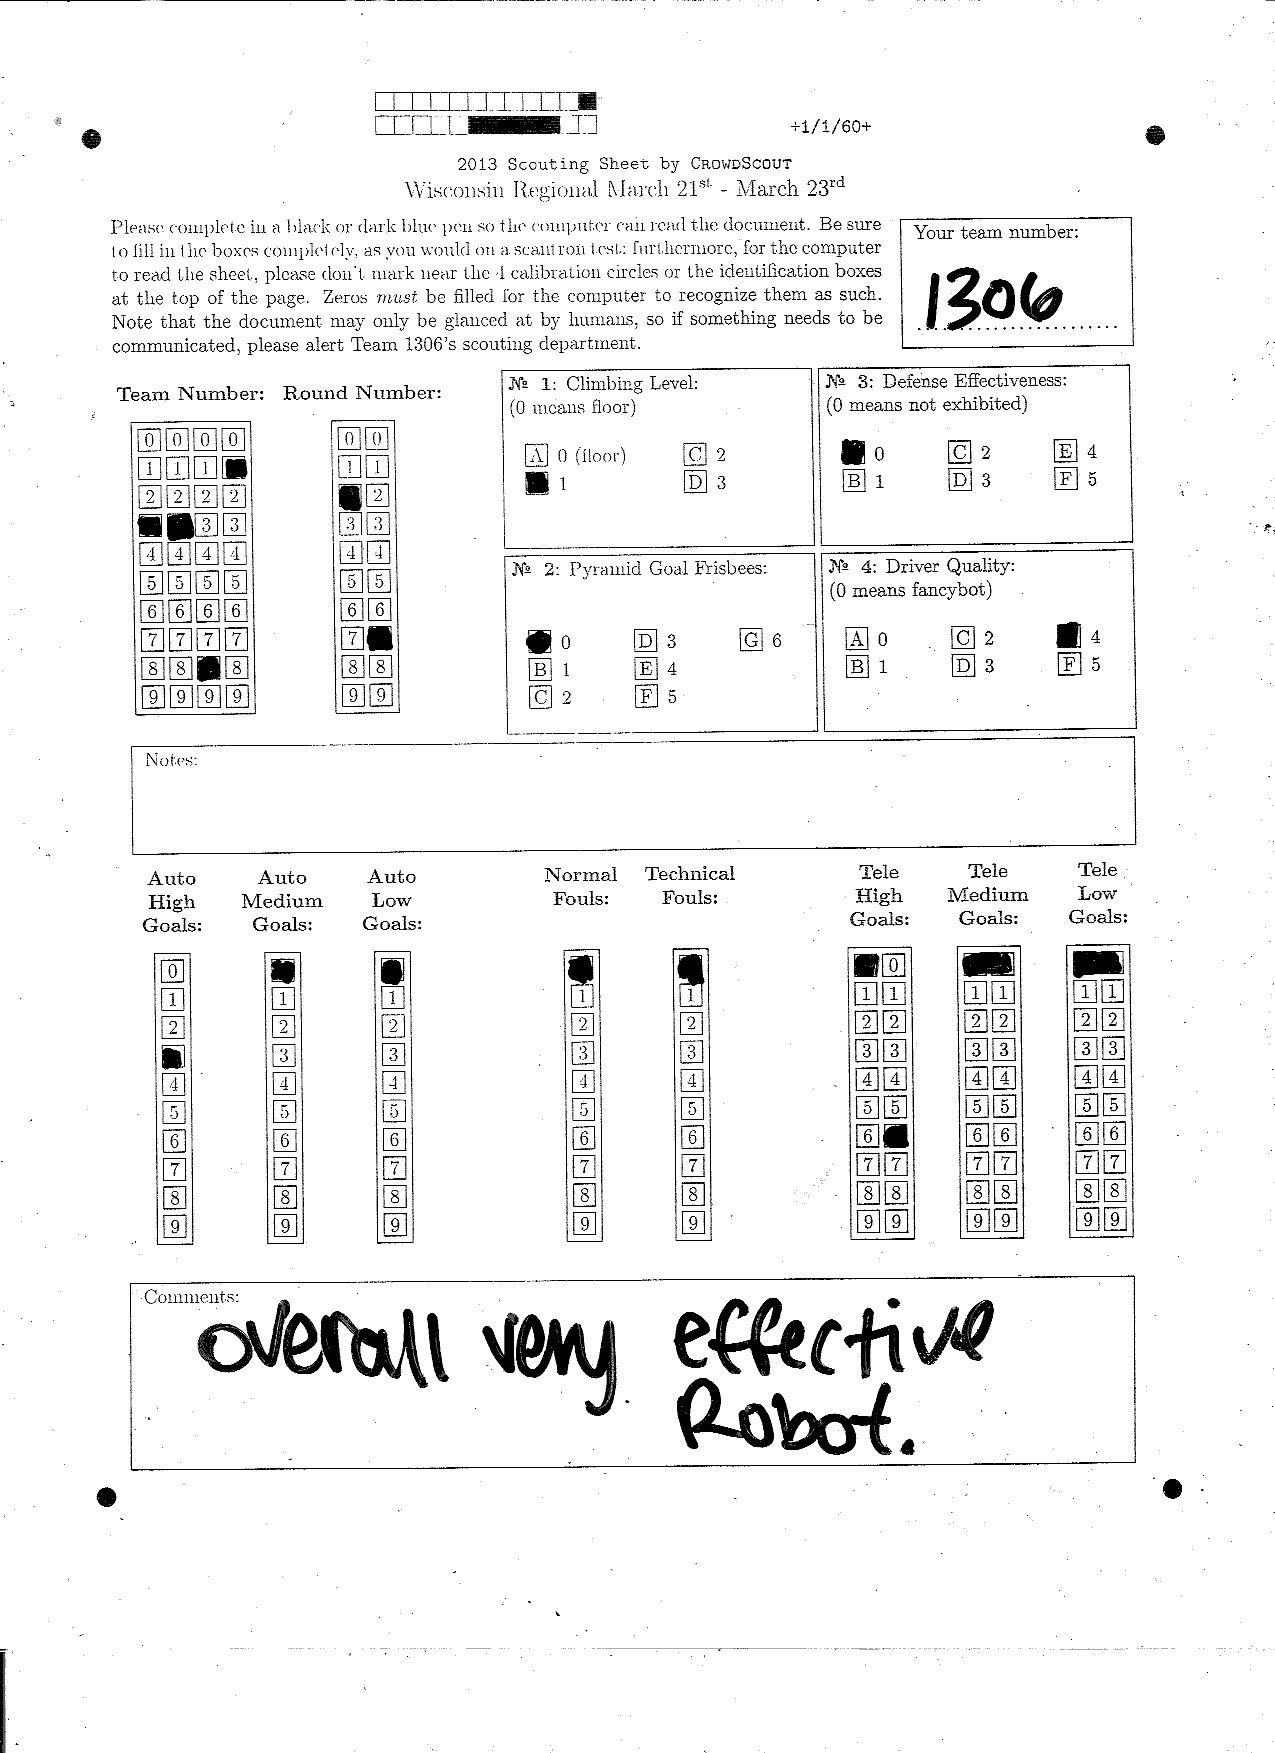 +1/1/60+
2013 Scouting Sheet by CROWDSCOUT
Wisconsin Regional March 21st - March 23rd
Please complete in a black or dark blue pen so the computer can read the document. Be sure
to fill in the boxes completely, as you would on a scantron test; furthermore, for the computer
to read the sheet, please don't mark near the 4 calibration circles or the identification boxes
at the top of the page. Zeros must be filled for the computer to recognize them as such.
Note that the document may only be glanced at by humans, so if something needs to be
communicated, please alert Team 1306's scouting department.
Your team number:
1306
Team Number: Round Number:
0 0 0 0 0 0
1 1 1 1 1
2 2 2 2 2
3 3 3 3
4 4 4 4 4 4
5 5 5 5 5 5
6 6 6 6 6 6
7 7 7 7 7
8 8 8 8 8
9 9 9 9 9 9
№ 1: Climbing Level:
(0 means floor)
A 0 (floor) C 2
1 D 3
№ 3: Defense Effectiveness:
(0 means not exhibited)
0 C 2 E 4
B 1 D 3 F 5
№ 2: Pyramid Goal Frisbees:
0 D 3 G 6
B 1 E 4
C 2 F 5
№ 4: Driver Quality:
(0 means fancybot)
A 0 C 2 4
B 1 D 3 F 5
Notes:
Auto High Goals:
Auto Medium Goals:
Auto Low Goals:
Normal Fouls:
Technical Fouls:
Tele High Goals:
Tele Medium Goals:
Tele Low Goals:
0 0
1 1 1 1 1 1 1 1 1 1 1
2 2 2 2 2 2 2 2 2 2 2
3 3 3 3 3 3 3 3 3 3
4 4 4 4 4 4 4 4 4 4 4
5 5 5 5 5 5 5 5 5 5 5
6 6 6 6 6 6 6 6 6 6
7 7 7 7 7 7 7 7 7 7 7
8 8 8 8 8 8 8 8 8 8 8
9 9 9 9 9 9 9 9 9 9 9
Comments:
overall very effective
Robot.